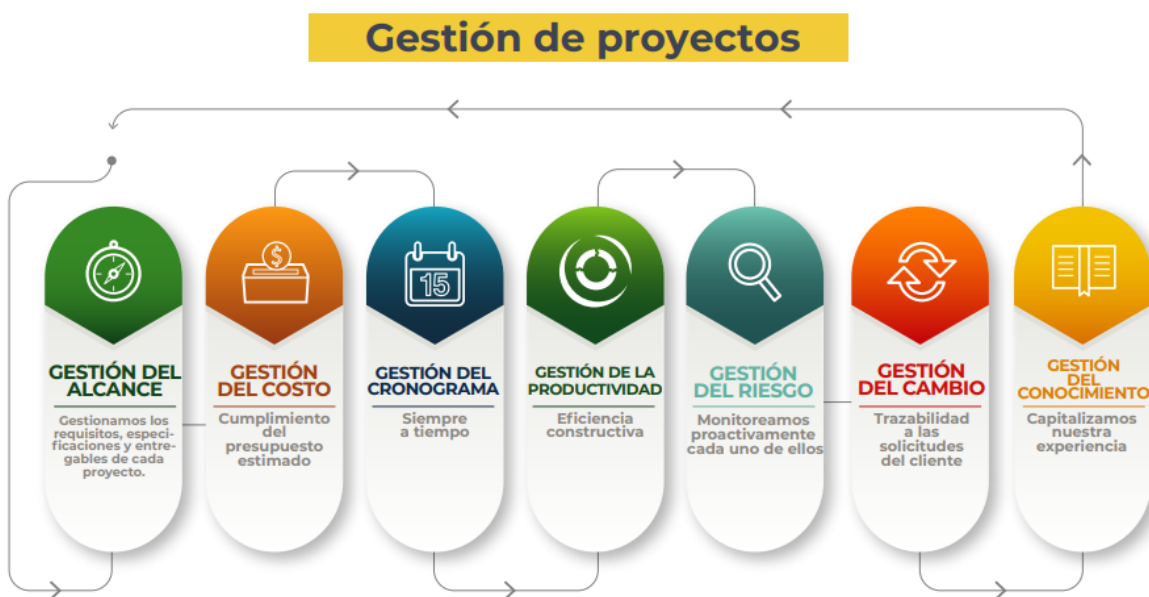 Gestión de proyectos
GESTIÓN DEL
ALCANCE
Gestionamos los
requisitos, especi-
ficaciones y entre-
gables de cada
proyecto.
$
GESTIÓN
DEL COSTO
Cumplimiento
del
presupuesto
estimado
15
GESTIÓN DEL
CRONOGRAMA
Siempre
a tiempo
GESTIÓN DE LA
PRODUCTIVIDAD
Eficiencia
constructiva
GESTIÓN
DEL RIESGO
Monitoreamos
proactivamente
cada uno de ellos
GESTIÓN
DEL CAMBIO
Trazabilidad
a las
solicitudes
del cliente
GESTIÓN
DEL
CONOCIMIENTO
Capitalizamos
nuestra
experiencia